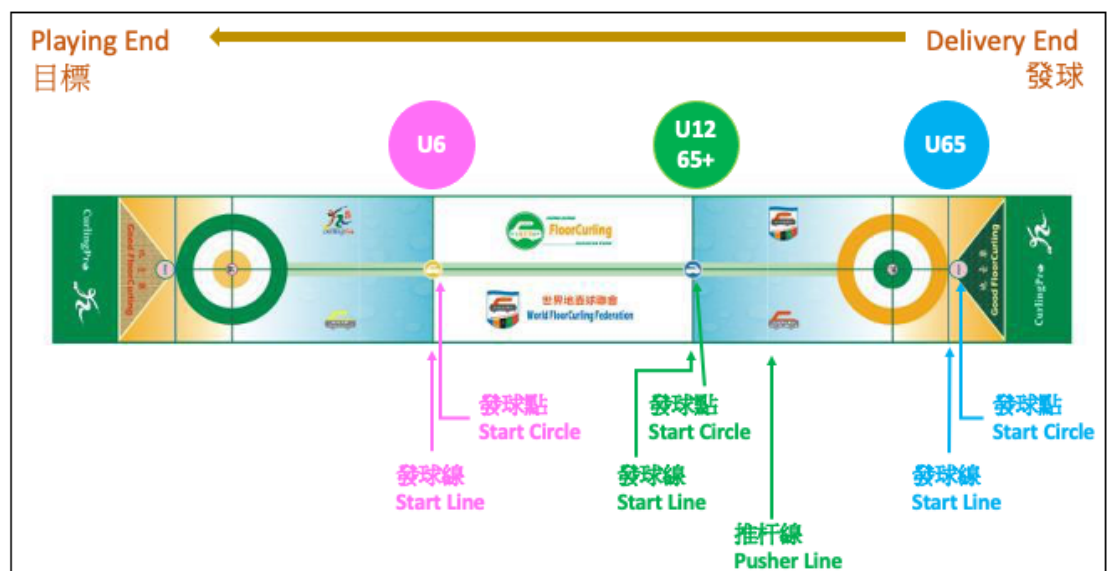 Playing End
目標
Delivery End
發球
U6
U12
65+
U65
CurlingPro
Good FloorCurling
CurlingPro
FloorCurling
世界地壺球聯會
World FloorCurling Federation
Good FloorCurling
CurlingPro
發球點
Start Circle
發球點
Start Circle
發球點
Start Circle
發球線
Start Line
發球線
Start Line
發球線
Start Line
推杆線
Pusher Line